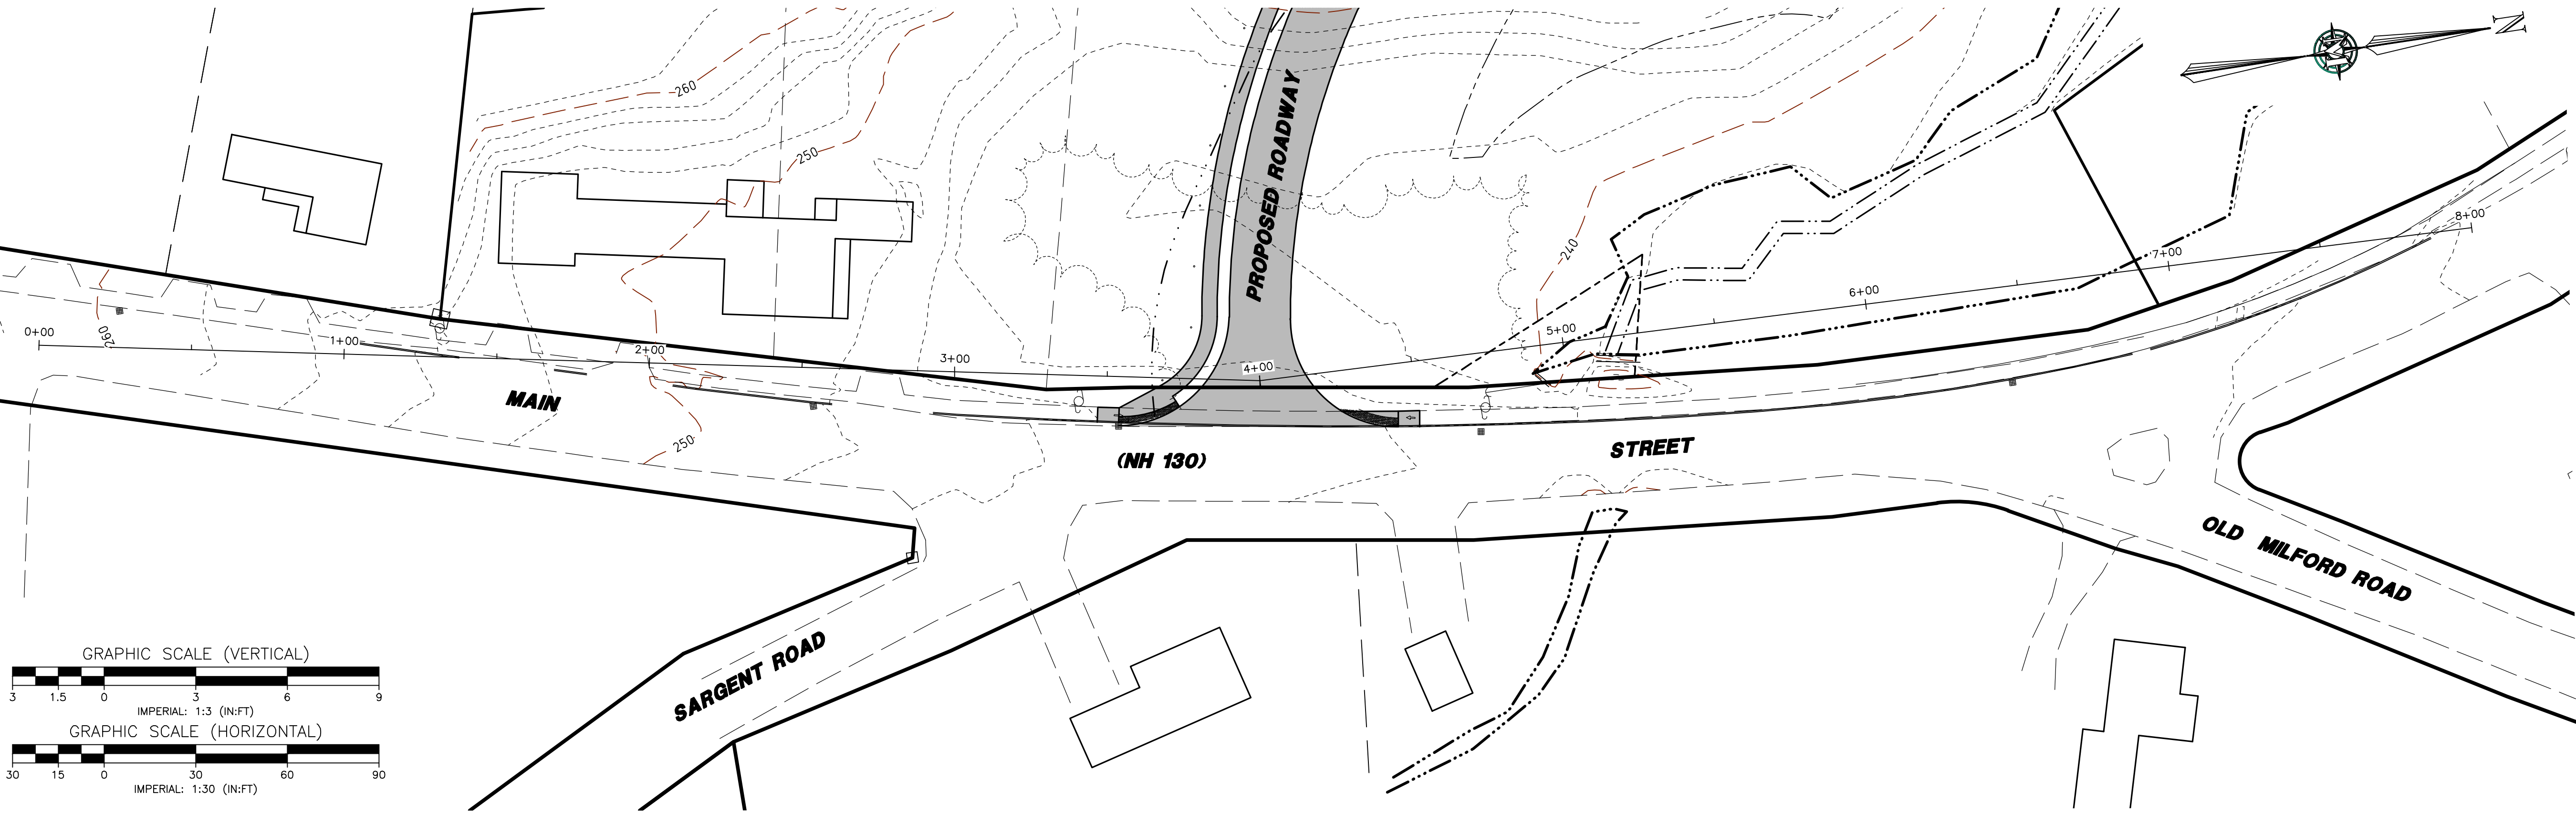 N
260
250
PROPOSED ROADWAY
240
8+00
7+00
6+00
5+00
4+00
3+00
2+00
1+00
0+00
260
MAIN
250
(NH 130)
STREET
OLD MILFORD ROAD
SARGENT ROAD
GRAPHIC SCALE (VERTICAL)
3 1.5 0 3 6 9
IMPERIAL: 1:3 (IN:FT)
GRAPHIC SCALE (HORIZONTAL)
30 15 0 30 60 90
IMPERIAL: 1:30 (IN:FT)